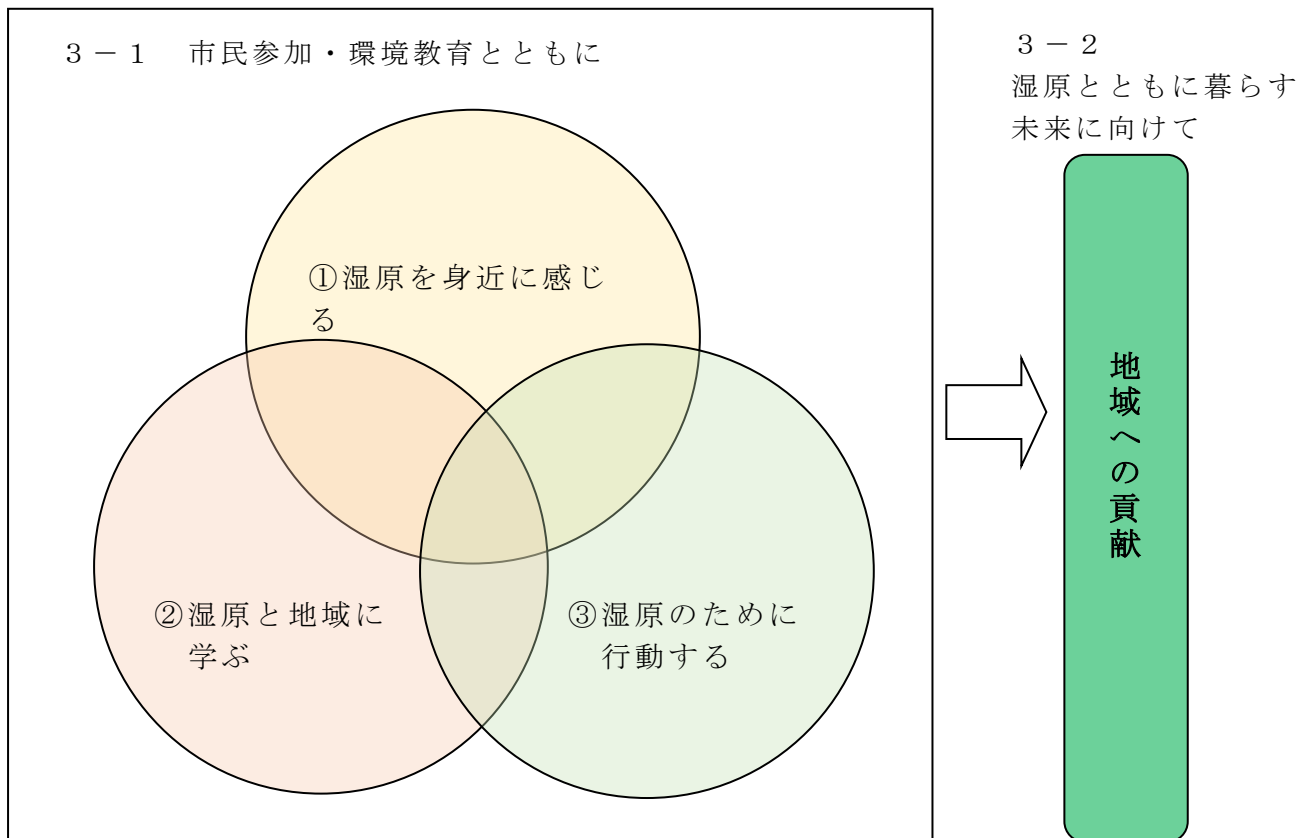 ３－１　市民参加・環境教育とともに
①湿原を身近に感じ
る
②湿原と地域に
学ぶ
③湿原のために
行動する
３－２
湿原とともに暮らす
未来に向けて
地域への貢献